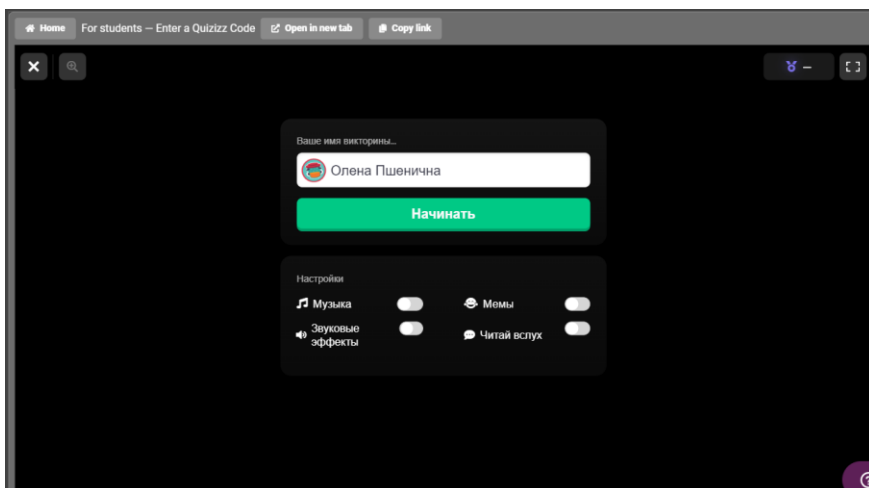 Home For students – Enter a Quizizz Code Open in new tab Copy link
Ваше имя викторины...
Олена Пшенична
Начинать
Настройки
Музыка
Мемы
Звуковые эффекты
Читай вслух